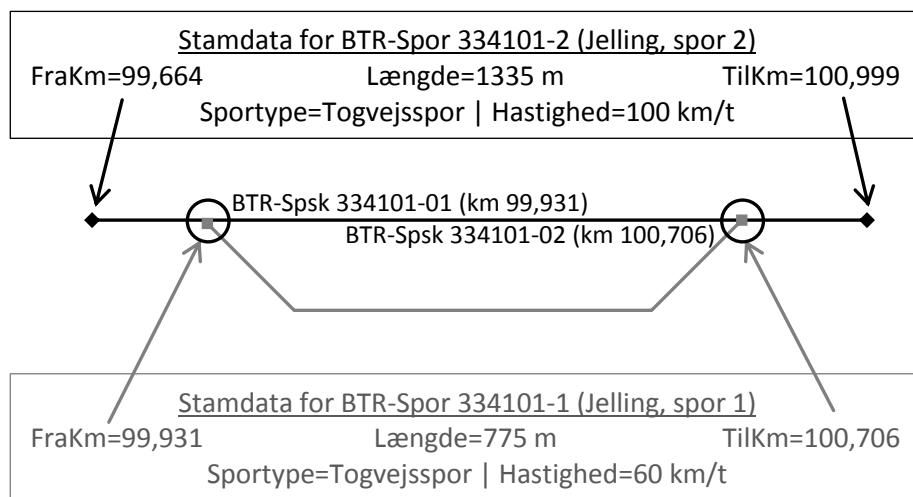 Stamdata for BTR-Spor 334101-2 (Jelling, spor 2)
FraKm=99,664 Længde=1335 m TilKm=100,999
Sportype=Togvejsspor | Hastighed=100 km/t
BTR-Spsk 334101-01 (km 99,931)
BTR-Spsk 334101-02 (km 100,706)
Stamdata for BTR-Spor 334101-1 (Jelling, spor 1)
FraKm=99,931 Længde=775 m TilKm=100,706
Sportype=Togvejsspor | Hastighed=60 km/t